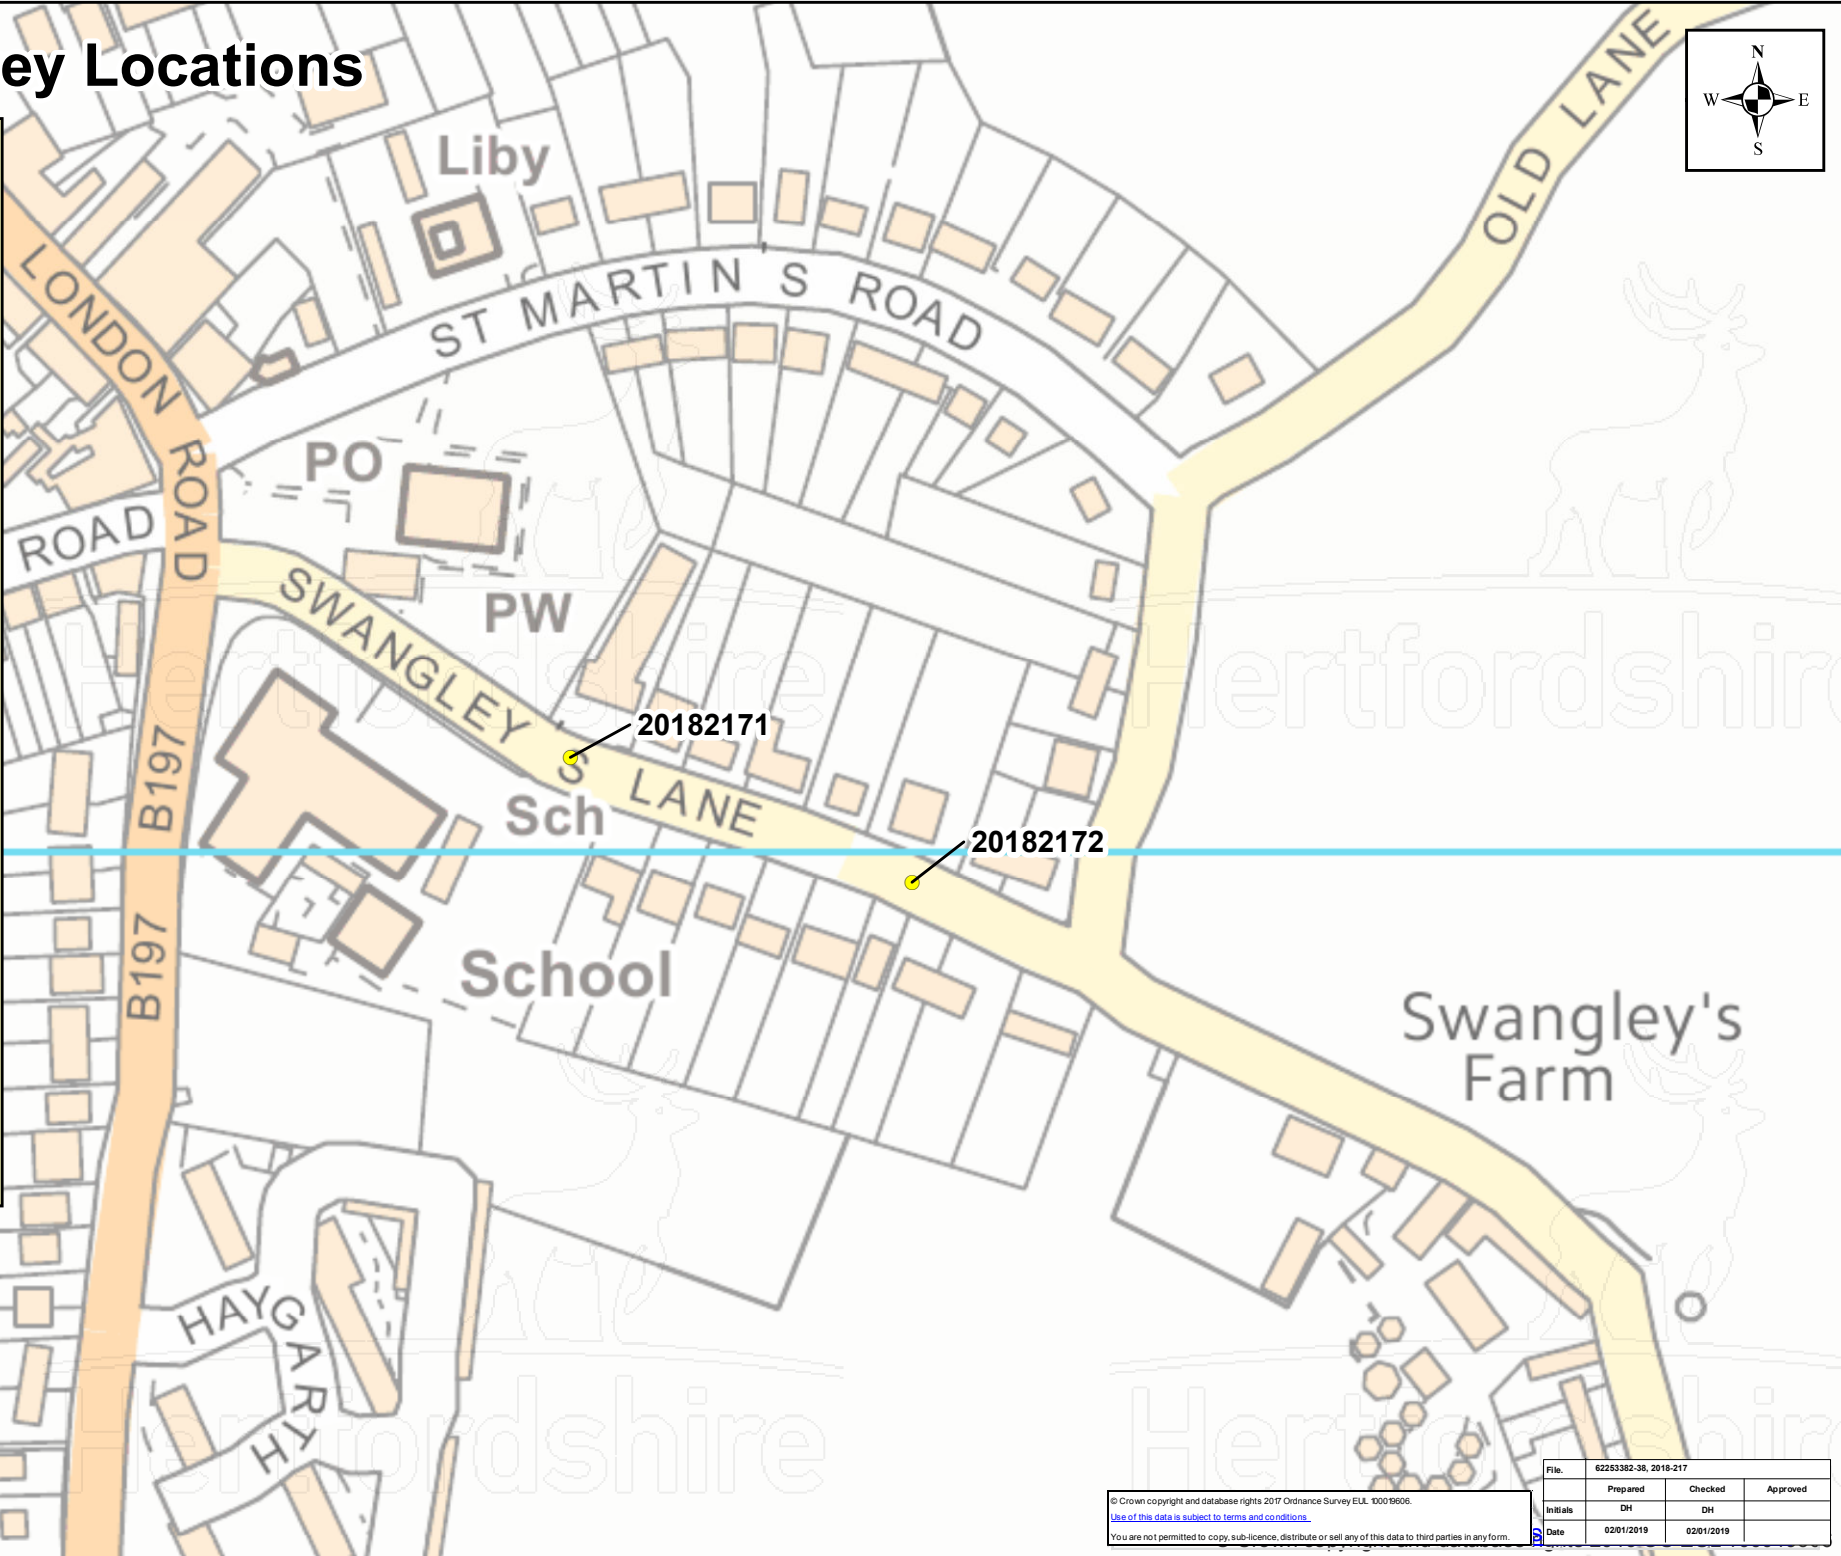 ey Locations
N
W E
S
OLD LANE
Liby
LONDON ROAD
ST MARTIN'S ROAD
PO
ROAD
PW
SWANGLEY'S LANE
20182171
B197
Sch
20182172
B197
School
Swangley's
Farm
HAYGARTH
Hertfordshire
Hertfordshire
Hertfordshire
Hertfordshire
© Crown copyright and database rights 2017 Ordnance Survey EUL 100019606.
Use of this data is subject to terms and conditions
You are not permitted to copy, sub-licence, distribute or sell any of this data to third parties in any form.
File. 62253382-38, 2018-217
Prepared Checked Approved
Initials DH DH
Date 02/01/2019 02/01/2019